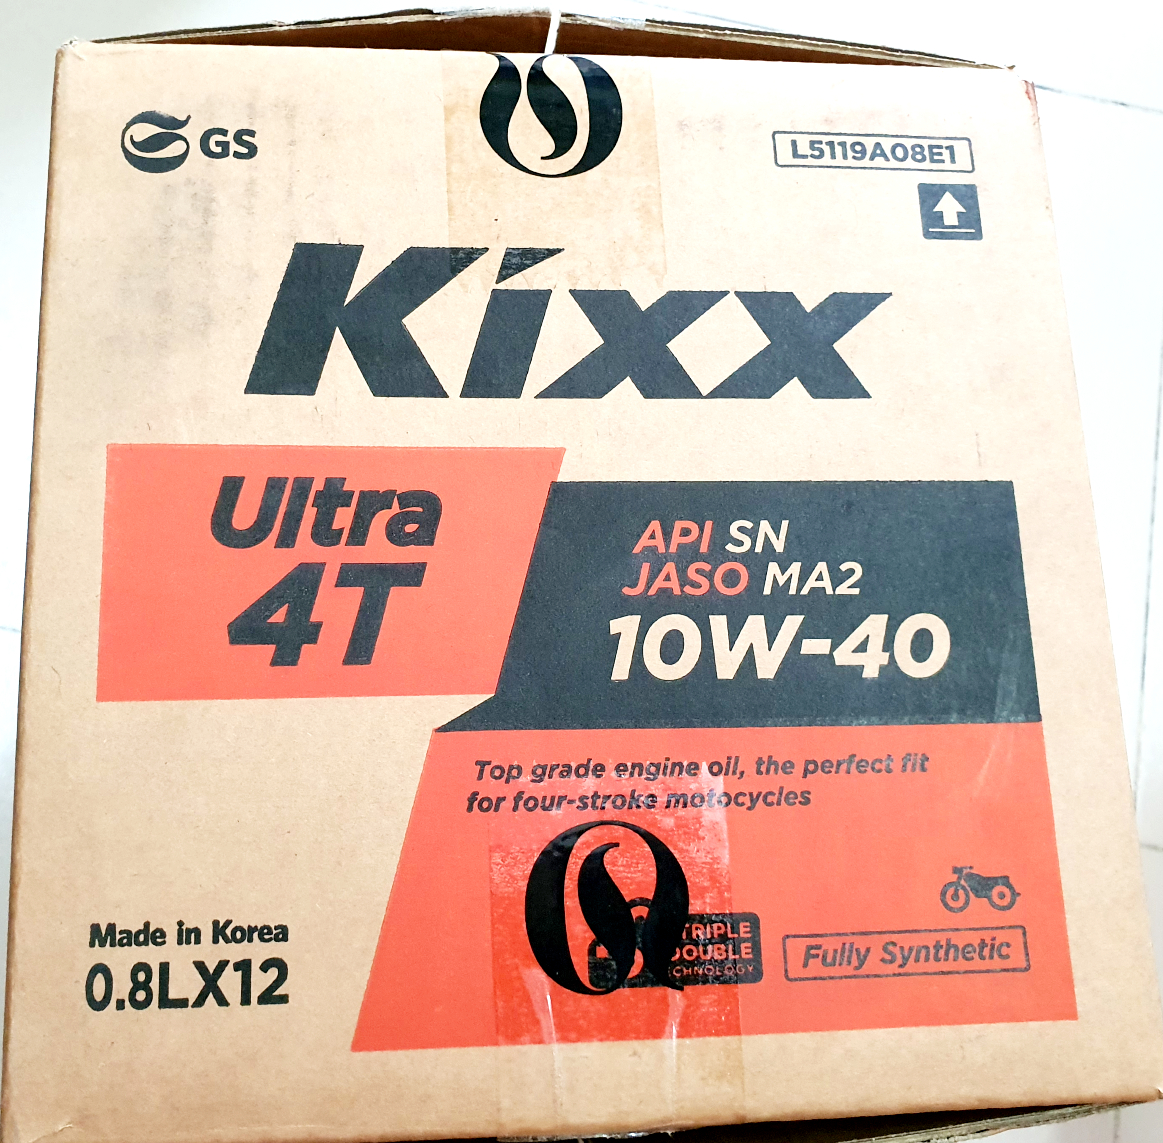 GS
L5119A08E1
Kixx
Ultra
4T
API SN
JASO MA2
10W-40
Top grade engine oil, the perfect fit
for four-stroke motocycles
TRIPLE
DOUBLE
Fully Synthetic
Made in Korea
0.8LX12